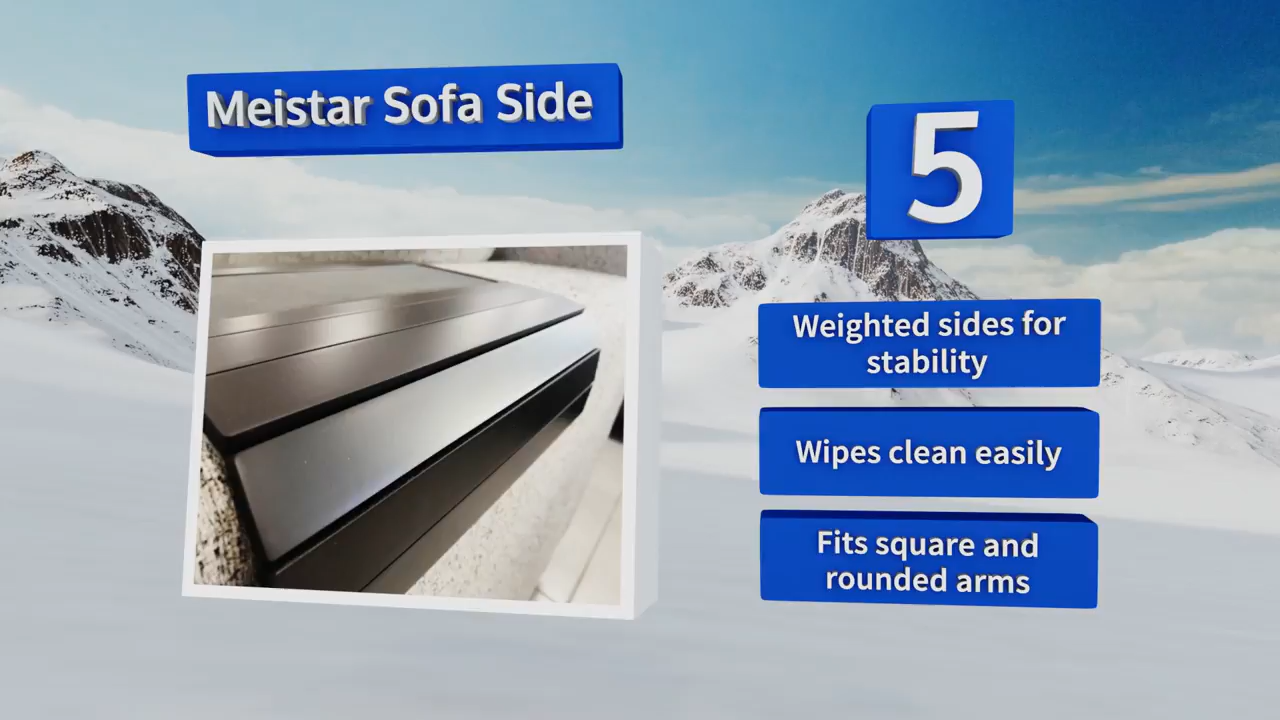 Meistar Sofa Side
5
Weighted sides for
stability
Wipes clean easily
Fits square and
rounded arms